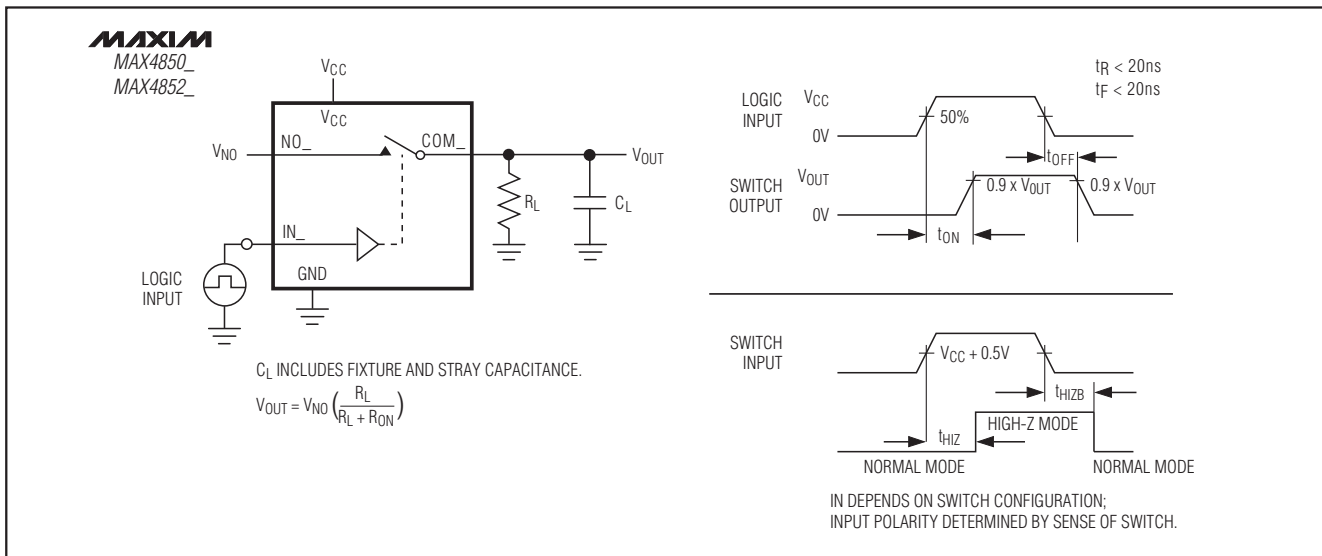 MAXIM
MAX4850_
MAX4852_
VCC
VCC
VNO
NO_
COM_
VOUT
RL
CL
IN_
GND
LOGIC
INPUT
CL INCLUDES FIXTURE AND STRAY CAPACITANCE.
VOUT = VNO (RL / RL + RON)
tR < 20ns
tF < 20ns
LOGIC
INPUT
VCC
0V
50%
tOFF
SWITCH
OUTPUT
VOUT
0V
0.9 x VOUT
0.9 x VOUT
tON
SWITCH
INPUT
VCC + 0.5V
tHIZB
HIGH-Z MODE
tHIZ
NORMAL MODE
NORMAL MODE
IN DEPENDS ON SWITCH CONFIGURATION;
INPUT POLARITY DETERMINED BY SENSE OF SWITCH.